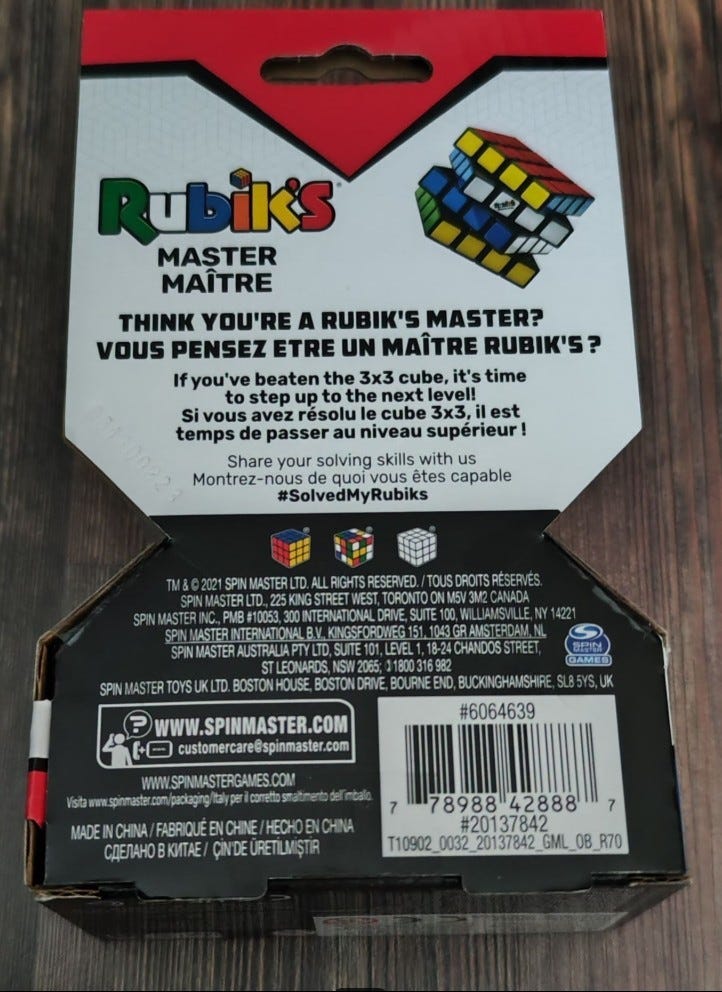 Rubik's
MASTER
MAÎTRE
THINK YOU'RE A RUBIK'S MASTER?
VOUS PENSEZ ETRE UN MAÎTRE RUBIK'S ?
If you've beaten the 3x3 cube, it's time
to step up to the next level!
Si vous avez résolu le cube 3x3, il est
temps de passer au niveau supérieur !
Share your solving skills with us
Montrez-nous de quoi vous êtes capable
#SolvedMyRubiks
TM & © 2021 SPIN MASTER LTD. ALL RIGHTS RESERVED. / TOUS DROITS RÉSERVÉS.
SPIN MASTER LTD., 225 KING STREET WEST, TORONTO ON M5V 3M2 CANADA
SPIN MASTER INC., PMB #10053, 300 INTERNATIONAL DRIVE, SUITE 100, WILLIAMSVILLE, NY 14221
SPIN MASTER INTERNATIONAL B.V., KINGSFORDWEG 151, 1043 GR AMSTERDAM, NL
SPIN MASTER AUSTRALIA PTY LTD, SUITE 101, LEVEL 1, 18-24 CHANDOS STREET,
ST LEONARDS, NSW 2065; 1800 316 982
SPIN MASTER TOYS UK LTD. BOSTON HOUSE, BOSTON DRIVE, BOURNE END, BUCKINGHAMSHIRE, SL8 5YS, UK
SPIN
MASTER
GAMES
WWW.SPINMASTER.COM
customercare@spinmaster.com
WWW.SPINMASTERGAMES.COM
Visita www.spinmaster.com/packaging/Italy per il corretto smaltimento dell'imballo.
MADE IN CHINA / FABRIQUÉ EN CHINE / HECHO EN CHINA
СДЕЛАНО В КИТАЕ / ÇİN'DE ÜRETİLMİŞTİR
#6064639
7 78988 42888 7
#20137842
T10902_0032_20137842_GML_OB_R70